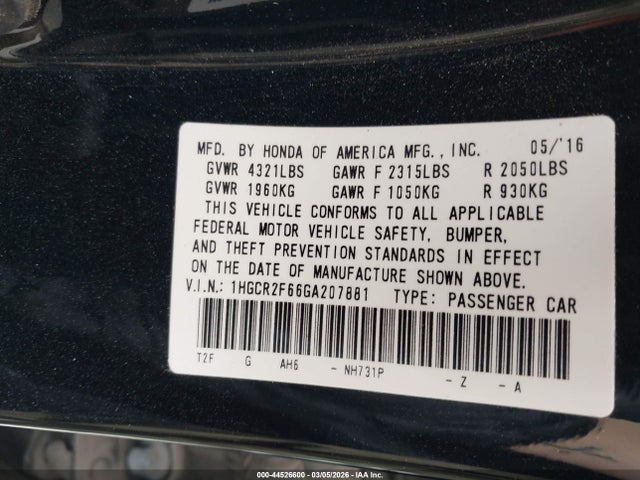 MFD. BY HONDA OF AMERICA MFG., INC. 05/'16
GVWR 4321LBS GAWR F 2315LBS R 2050LBS
GVWR 1960KG GAWR F 1050KG R 930KG
THIS VEHICLE CONFORMS TO ALL APPLICABLE
FEDERAL MOTOR VEHICLE SAFETY, BUMPER,
AND THEFT PREVENTION STANDARDS IN EFFECT
ON THE DATE OF MANUFACTURE SHOWN ABOVE.
V.I.N.: 1HGCR2F66GA207881 TYPE: PASSENGER CAR
T2F G AH6 - NH731P - Z - A
000-44526600 - 03/05/2026 - IAA Inc.